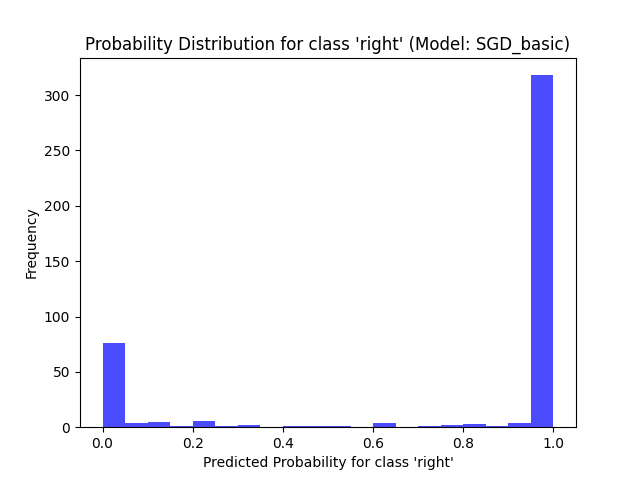 Probability Distribution for class 'right' (Model: SGD_basic)
300
250
200
150
100
50
0
Frequency
0.0 0.2 0.4 0.6 0.8 1.0
Predicted Probability for class 'right'